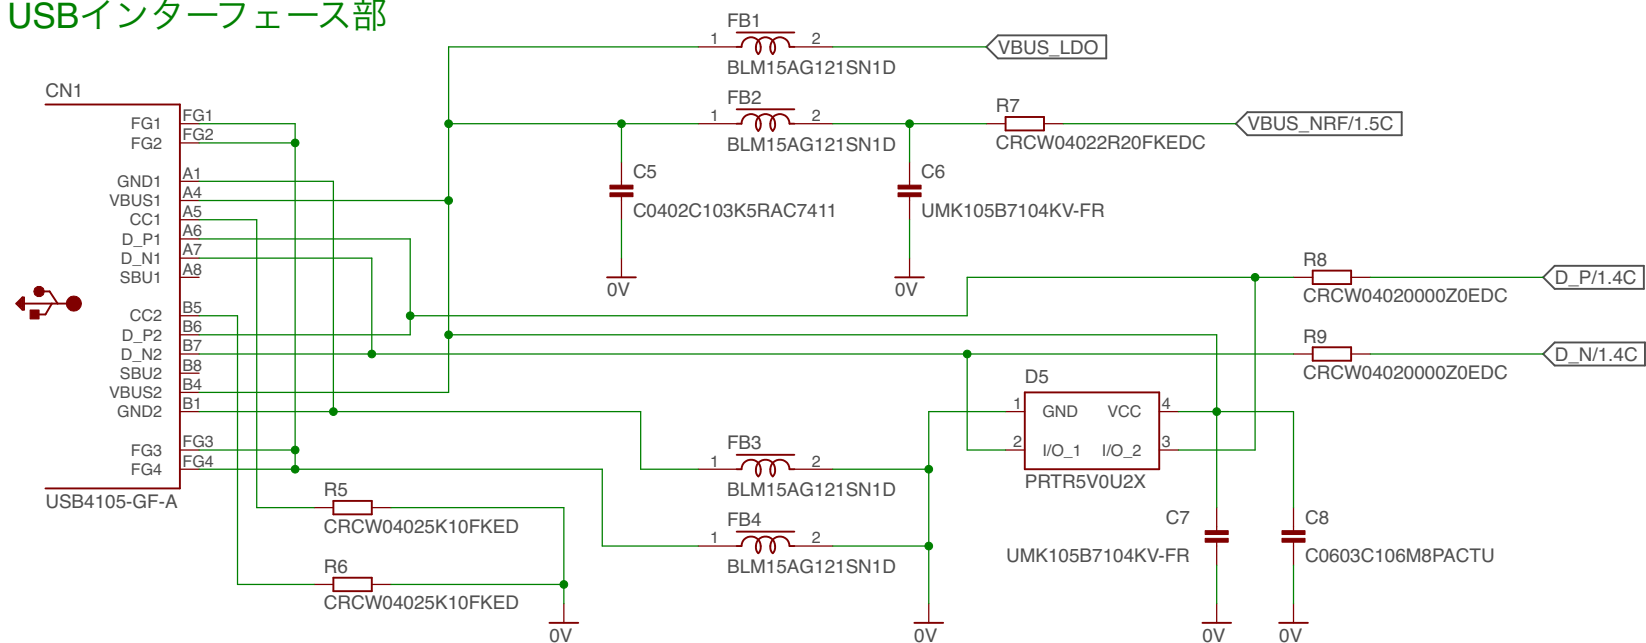 USBインターフェース部
FB1
1 2
BLM15AG121SN1D
VBUS_LDO
CN1
FB2
1 2
BLM15AG121SN1D
R7
CRCW04022R20FKEDC
VBUS_NRF/1.5C
FG1 FG1
FG2 FG2
GND1 A1
VBUS1 A4
CC1 A5
D_P1 A6
D_N1 A7
SBU1 A8
CC2 B5
D_P2 B6
D_N2 B7
SBU2 B8
VBUS2 B4
GND2 B1
FG3 FG3
FG4 FG4
USB4105-GF-A
C5
C0402C103K5RAC7411
0V
C6
UMK105B7104KV-FR
0V
R8
CRCW04020000Z0EDC
D_P/1.4C
R9
CRCW04020000Z0EDC
D_N/1.4C
D5
1 GND VCC 4
2 I/O_1 I/O_2 3
PRTR5V0U2X
FB3
1 2
BLM15AG121SN1D
FB4
1 2
BLM15AG121SN1D
0V
R5
CRCW04025K10FKED
R6
CRCW04025K10FKED
0V
C7
UMK105B7104KV-FR
0V
C8
C0603C106M8PACTU
0V